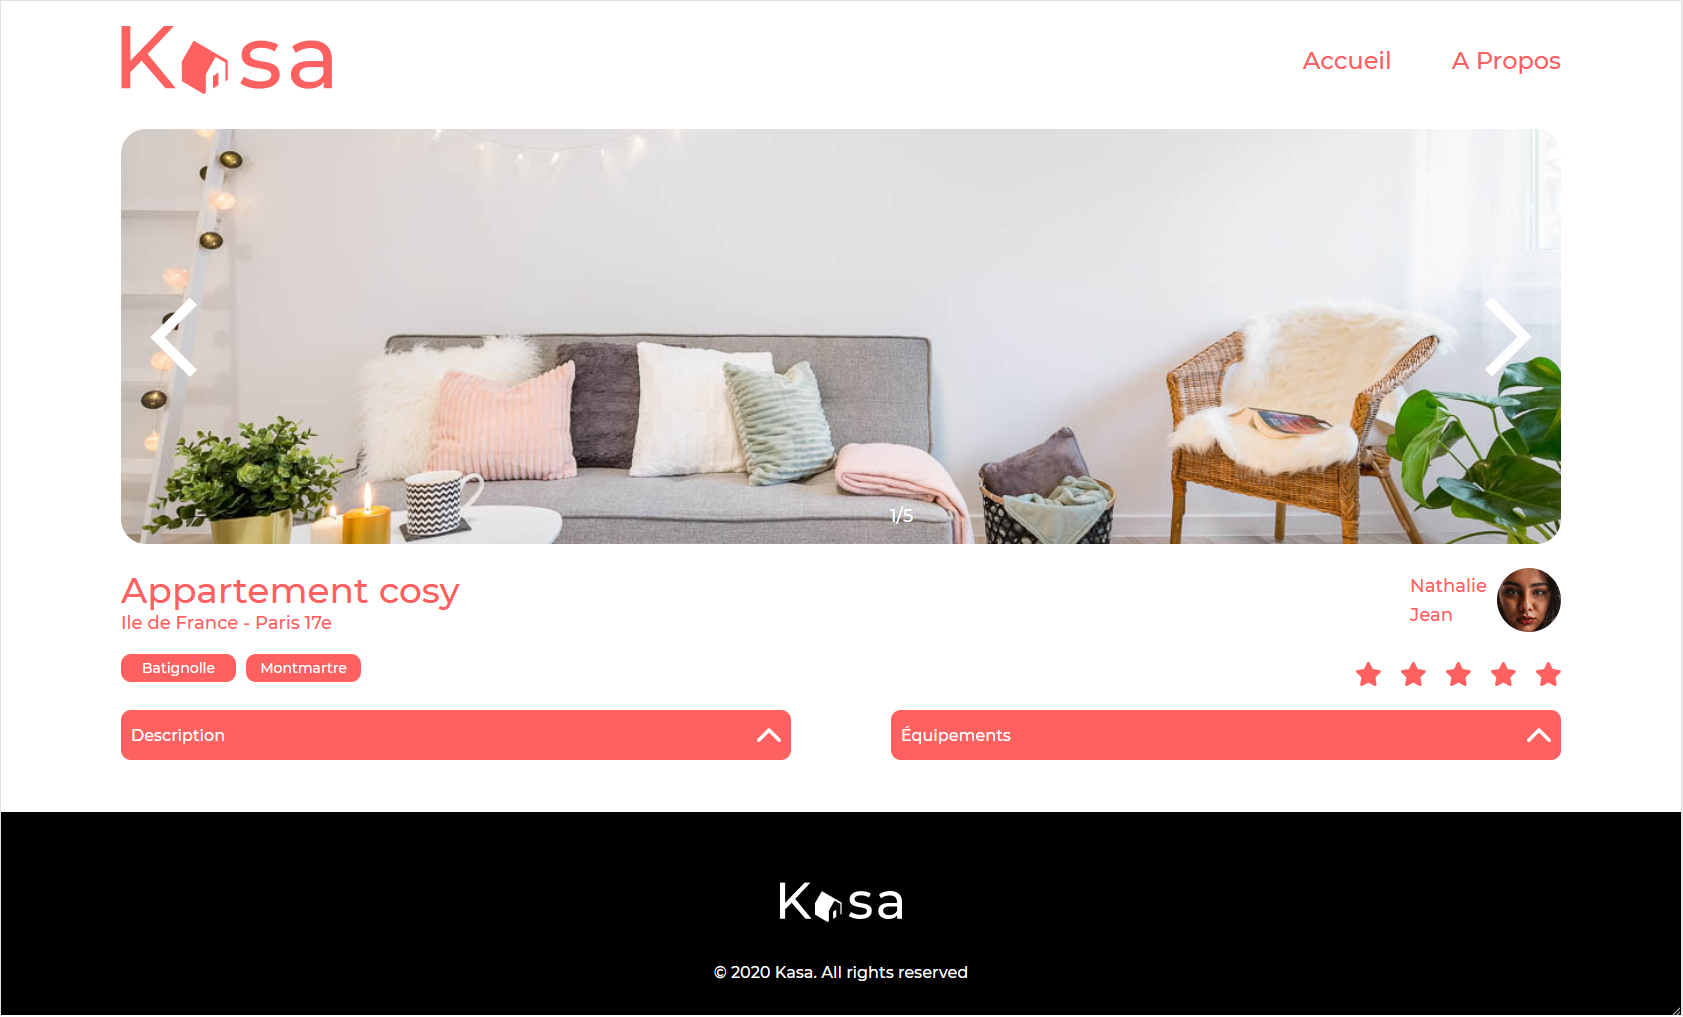 Kasa
Accueil
A Propos
1/5
Appartement cosy
Ile de France - Paris 17e
Nathalie
Jean
Batignolle
Montmartre
Description
Équipements
Kasa
© 2020 Kasa. All rights reserved